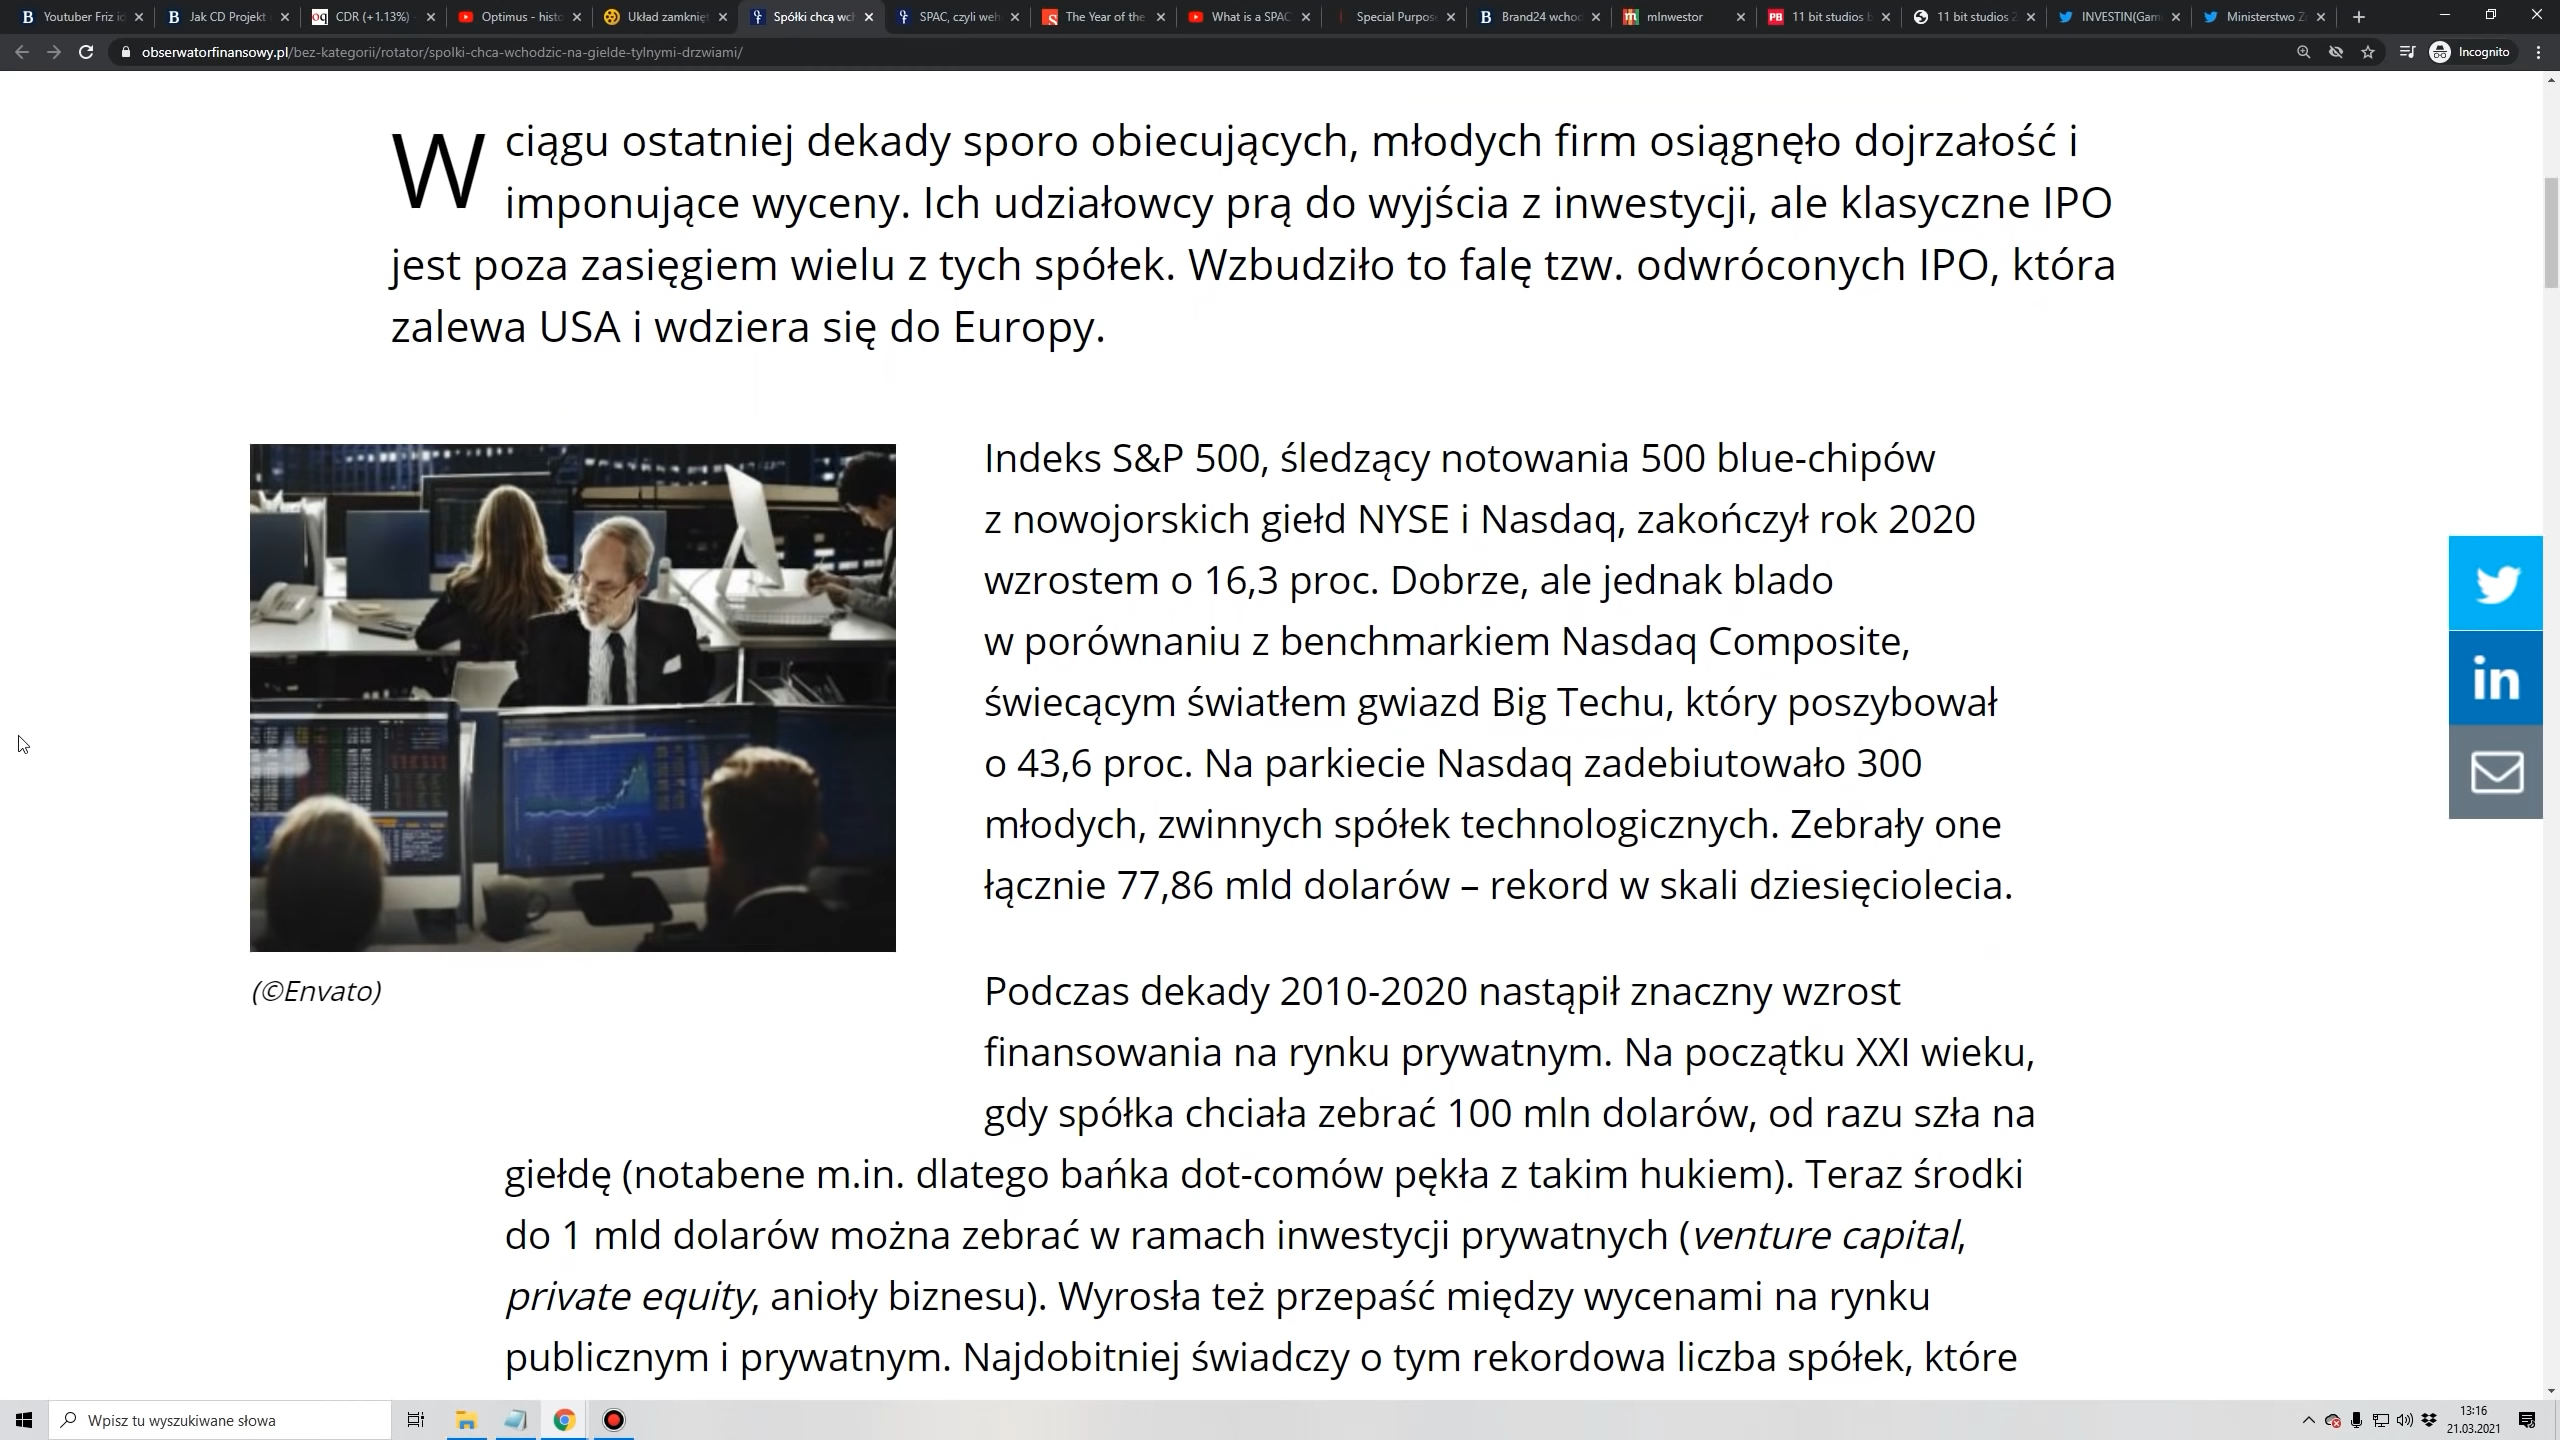 Youtuber Friz id
Jak CD Projekt
CDR (+1.13%)
Optimus - histo
Układ zamknięt
Spółki chcą wch
SPAC, czyli weh
The Year of the
What is a SPAC
Special Purpos
Brand24 wchod
mInwestor
11 bit studios b
11 bit studios 2
INVESTIN(Gam
Ministerstwo Z
obserwatorfinansowy.pl/bez-kategorii/rotator/spolki-chca-wchodzic-na-gielde-tylnymi-drzwiami/
Incognito
W ciągu ostatniej dekady sporo obiecujących, młodych firm osiągnęło dojrzałość i
imponujące wyceny. Ich udziałowcy prą do wyjścia z inwestycji, ale klasyczne IPO
jest poza zasięgiem wielu z tych spółek. Wzbudziło to falę tzw. odwróconych IPO, która
zalewa USA i wdziera się do Europy.
Indeks S&P 500, śledzący notowania 500 blue-chipów
z nowojorskich giełd NYSE i Nasdaq, zakończył rok 2020
wzrostem o 16,3 proc. Dobrze, ale jednak blado
w porównaniu z benchmarkiem Nasdaq Composite,
świecącym światłem gwiazd Big Techu, który poszybował
o 43,6 proc. Na parkiecie Nasdaq zadebiutowało 300
młodych, zwinnych spółek technologicznych. Zebrały one
łącznie 77,86 mld dolarów – rekord w skali dziesięciolecia.
(©Envato)
Podczas dekady 2010-2020 nastąpił znaczny wzrost
finansowania na rynku prywatnym. Na początku XXI wieku,
gdy spółka chciała zebrać 100 mln dolarów, od razu szła na
giełdę (notabene m.in. dlatego bańka dot-comów pękła z takim hukiem). Teraz środki
do 1 mld dolarów można zebrać w ramach inwestycji prywatnych (venture capital,
private equity, anioły biznesu). Wyrosła też przepaść między wycenami na rynku
publicznym i prywatnym. Najdobitniej świadczy o tym rekordowa liczba spółek, które
Wpisz tu wyszukiwane słowa
13:16
21.03.2021